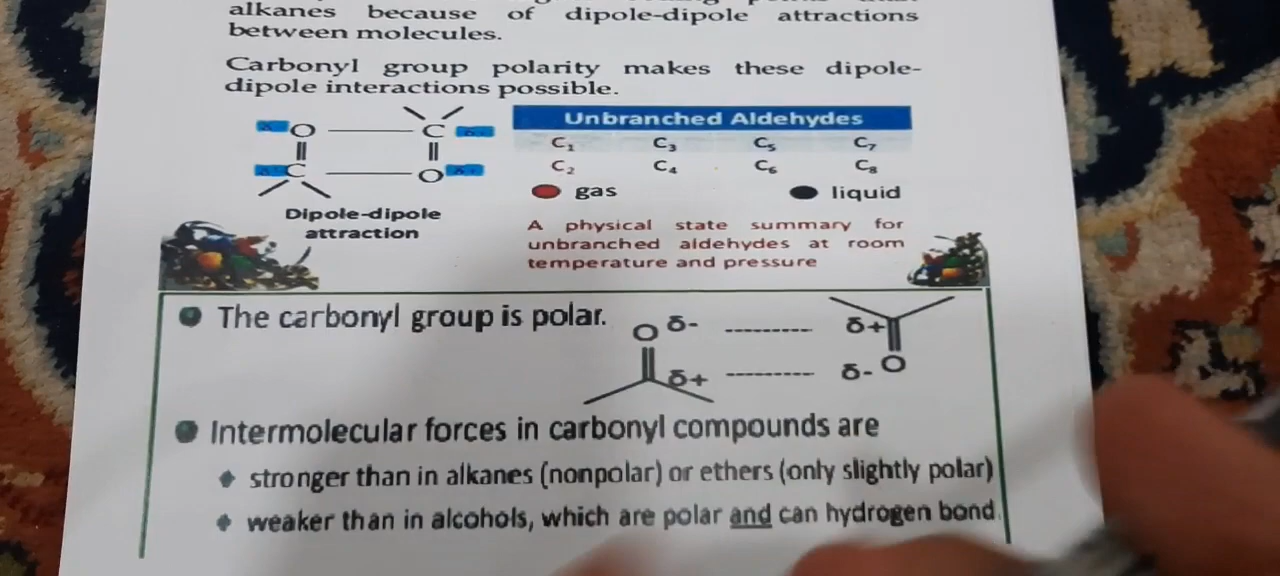 alkanes because of dipole-dipole attractions
between molecules.
Carbonyl group polarity makes these dipole-
dipole interactions possible.
O C
C O
Dipole-dipole
attraction
Unbranched Aldehydes
C₁ C₃ C₅ C₇
C₂ C₄ C₆ C₈
gas liquid
A physical state summary for
unbranched aldehydes at room
temperature and pressure
The carbonyl group is polar.
O δ- δ+
δ+ δ- O
Intermolecular forces in carbonyl compounds are
stronger than in alkanes (nonpolar) or ethers (only slightly polar)
weaker than in alcohols, which are polar and can hydrogen bond.